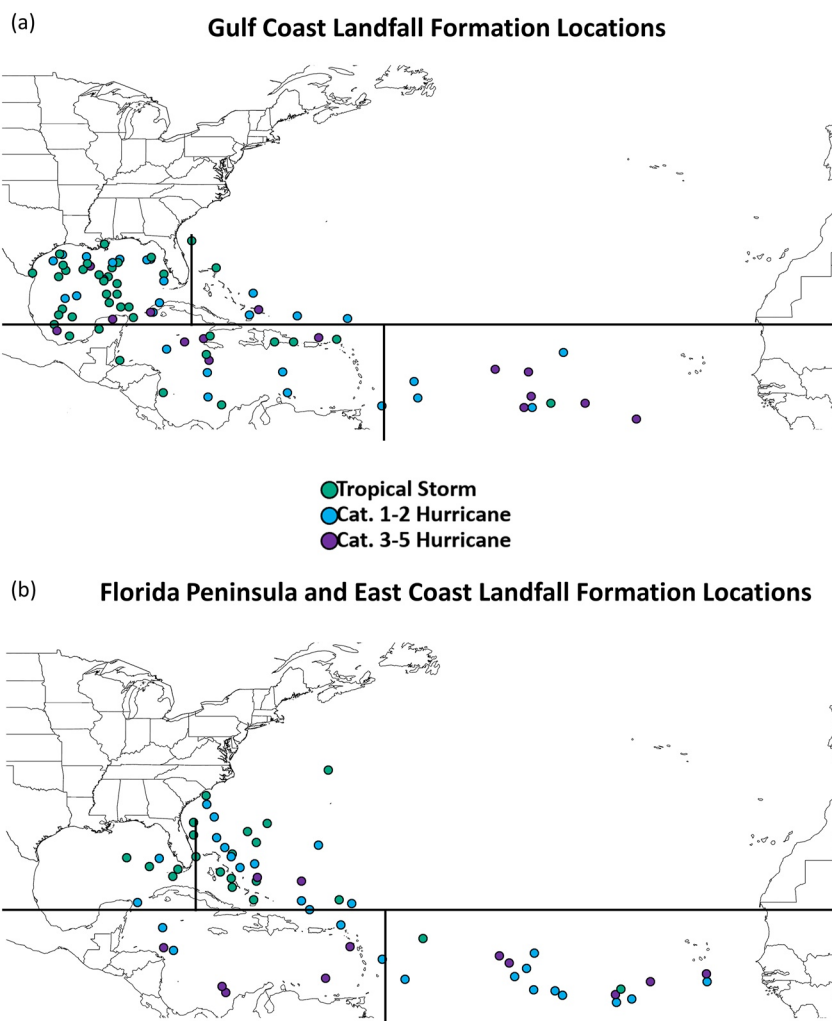 (a)
Gulf Coast Landfall Formation Locations
Tropical Storm
Cat. 1-2 Hurricane
Cat. 3-5 Hurricane
(b)
Florida Peninsula and East Coast Landfall Formation Locations